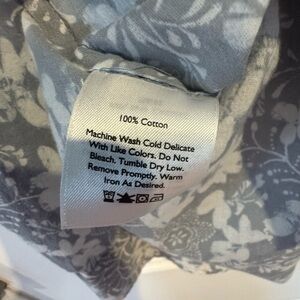 100% Cotton
Machine Wash Cold Delicate
With Like Colors. Do Not
Bleach. Tumble Dry Low.
Remove Promptly. Warm
Iron As Desired.